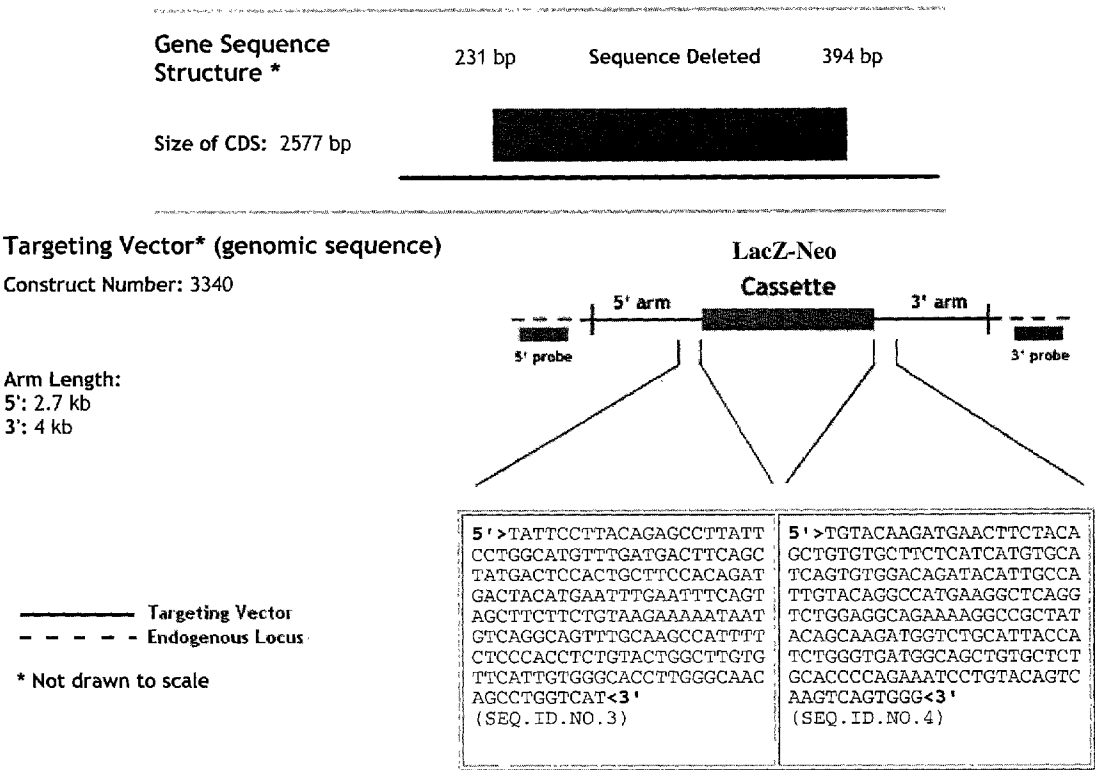 Gene Sequence
Structure *
231 bp Sequence Deleted 394 bp
Size of CDS: 2577 bp
Targeting Vector* (genomic sequence)
Construct Number: 3340
LacZ-Neo
Cassette
5' arm
3' arm
5' probe
3' probe
Arm Length:
5': 2.7 kb
3': 4 kb
5'>TATTCCTTACAGAGCCTTATT
CCTGGCATGTTTGATGACTTCAGC
TATGACTCCACTGCTTCCACAGAT
GACTACATGAATTTGAATTTCAGT
AGCTTCTTCTGTAAGAAAAATAAT
GTCAGGCAGTTTGCAAGCCATTTT
CTCCCACCTCTGTACTGGCTTGTG
TTCATTGTGGGCACCTTGGGCAAC
AGCCTGGTCAT<3'
(SEQ.ID.NO.3)
5'>TGTACAAGATGAACTTCTACA
GCTGTGTGCTTCTCATCATGTGCA
TCAGTGTGGACAGATACATTGCCA
TTGTACAGGCCATGAAGGCTCAGG
TCTGGAGGCAGAAAAGGCCGCTAT
ACAGCAAGATGGTCTGCATTACCA
TCTGGGTGATGGCAGCTGTGCTCT
GCACCCCAGAAATCCTGTACAGTC
AAGTCAGTGGG<3'
(SEQ.ID.NO.4)
Targeting Vector
Endogenous Locus
* Not drawn to scale